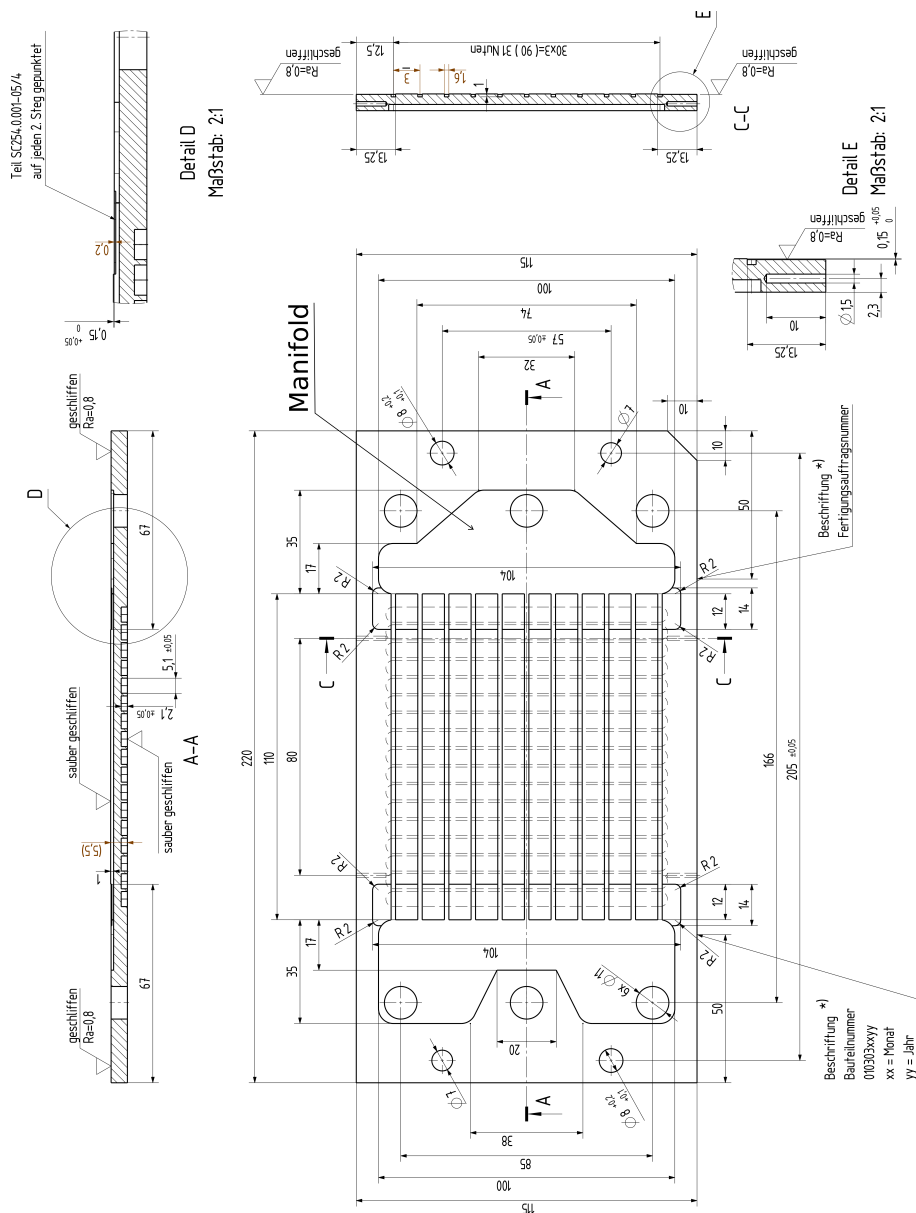 Teil SC254.0.001-05/4
auf jeden 2. Steg gepunktet
0,2
0,15 +0,05 0
Detail D
Maßstab: 2:1
geschliffen
Ra=0,8
12,5
30x3=( 90 ) 31 Nuten
3
1,6
1
E
geschliffen
Ra=0,8
13,25
13,25
C-C
Detail E
Maßstab: 2:1
geschliffen
Ra=0,8
0,15 +0,05 0
∅1,5
2,3
10
13,25
D
geschliffen
Ra=0,8
67
sauber geschliffen
5,1 ±0,05
2,1 ±0,05
A-A
sauber geschliffen
(5,5)
1
67
geschliffen
Ra=0,8
115
100
74
57 ±0,05
32
Manifold
A
∅8 +0,2 +0,1
∅7
10
10
50
35
17
104
R2
R2
R2
R2
12
14
C
C
220
110
80
166
205 ±0,05
Beschriftung *)
Fertigungsauftragsnummer
R2
R2
R2
R2
12
14
104
35
17
6x ∅11
50
20
∅7
A
∅8 +0,2 +0,1
38
85
100
115
Beschriftung *)
Bauteilnummer
010303xxyy
xx = Monat
yy = Jahr